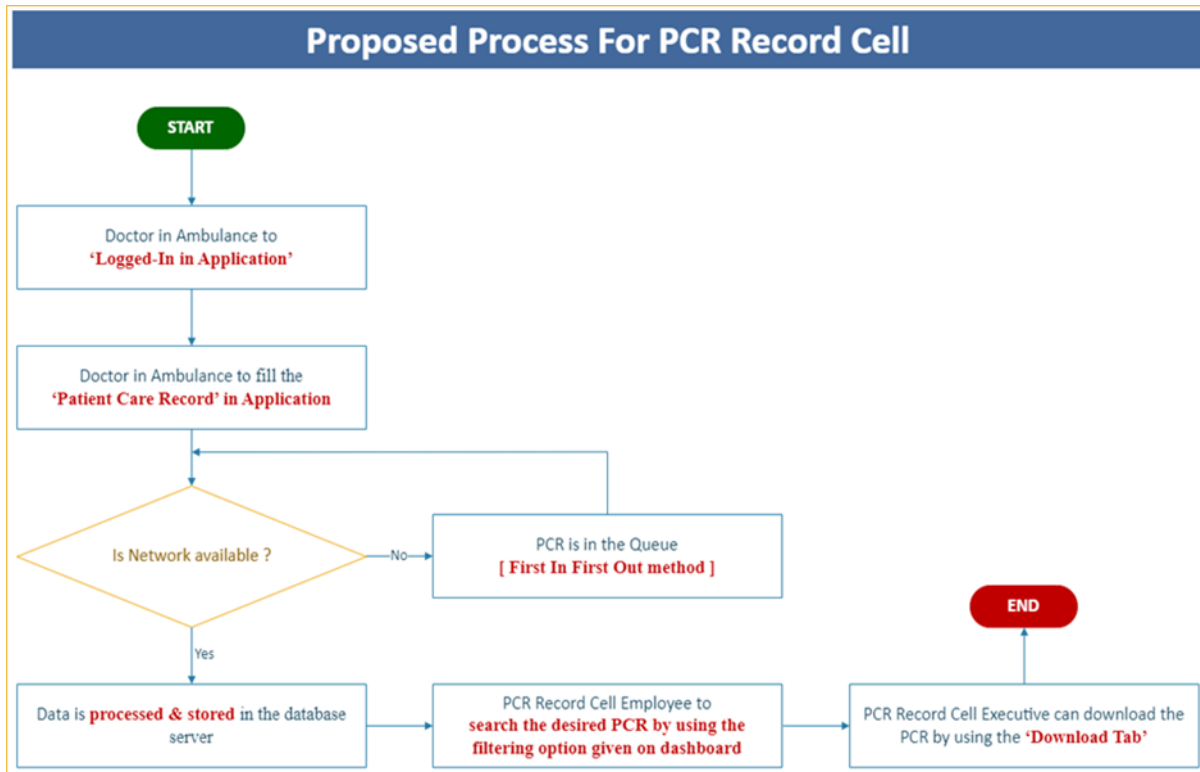 Proposed Process For PCR Record Cell
START
Doctor in Ambulance to
‘Logged-In in Application’
Doctor in Ambulance to fill the
‘Patient Care Record’ in Application
Is Network available ?
No
PCR is in the Queue
[ First In First Out method ]
Yes
Data is processed & stored in the database
server
PCR Record Cell Employee to
search the desired PCR by using the
filtering option given on dashboard
PCR Record Cell Executive can download the
PCR by using the ‘Download Tab’
END